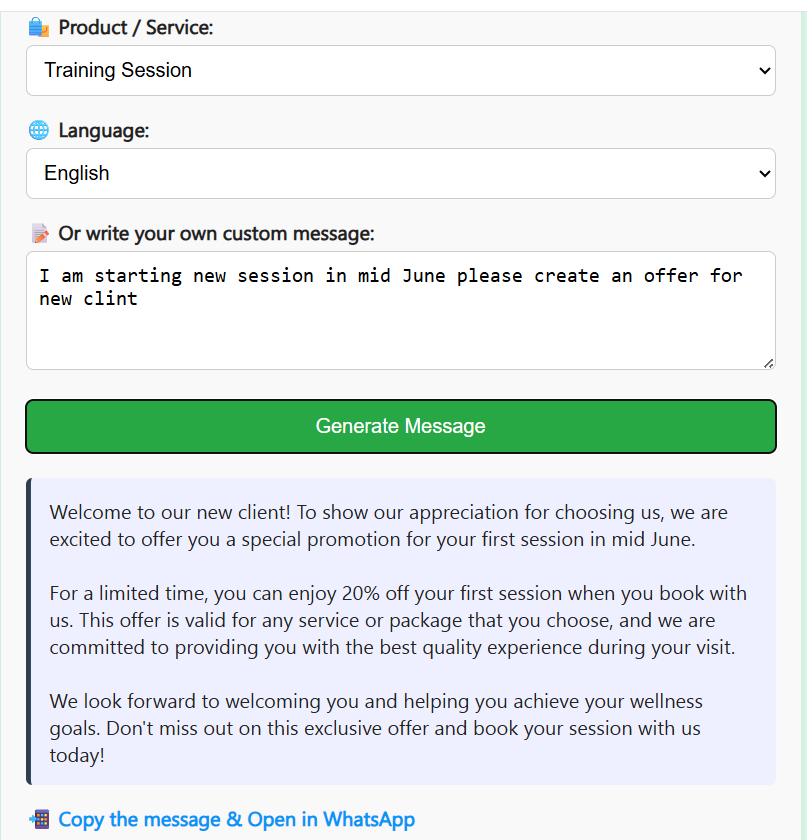 Product / Service:
Training Session
Language:
English
Or write your own custom message:
I am starting new session in mid June please create an offer for
new clint
Generate Message
Welcome to our new client! To show our appreciation for choosing us, we are
excited to offer you a special promotion for your first session in mid June.
For a limited time, you can enjoy 20% off your first session when you book with
us. This offer is valid for any service or package that you choose, and we are
committed to providing you with the best quality experience during your visit.
We look forward to welcoming you and helping you achieve your wellness
goals. Don't miss out on this exclusive offer and book your session with us
today!
Copy the message & Open in WhatsApp